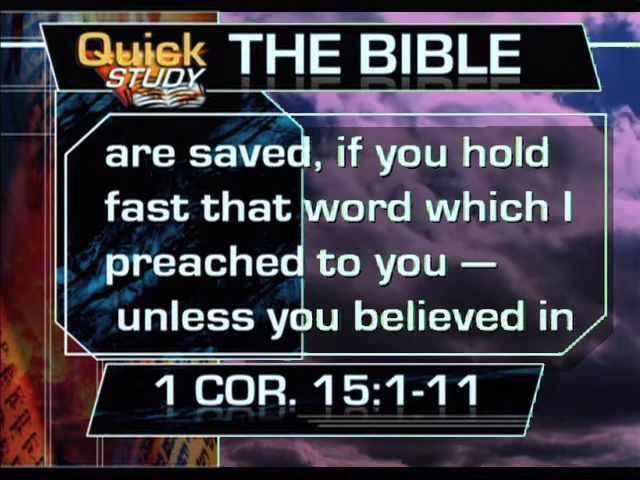 Quick
STUDY
THE BIBLE
are saved, if you hold
fast that word which I
preached to you —
unless you believed in
1 COR. 15:1-11